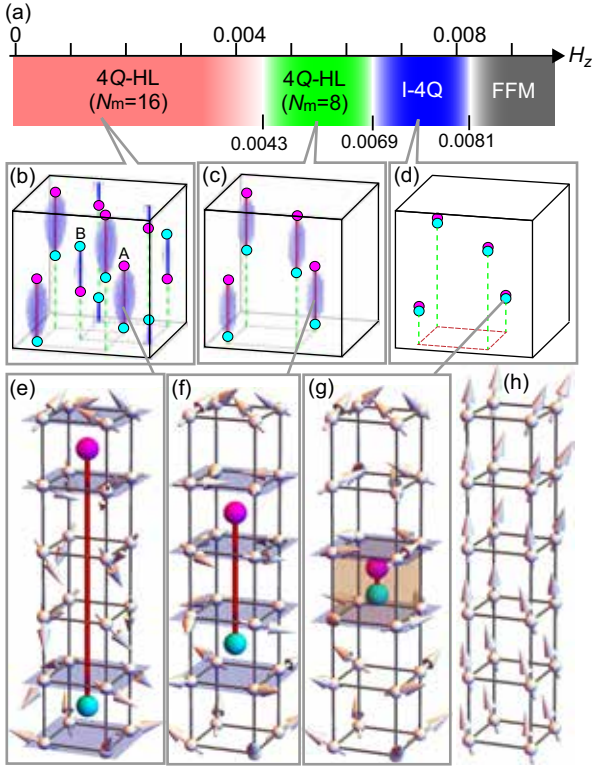 (a)
0 0.004 0.008 H_z
4Q-HL 4Q-HL I-4Q FFM
(N_m=16) (N_m=8)
0.0043 0.0069 0.0081
(b) (c) (d)
B
A
(e) (f) (g) (h)